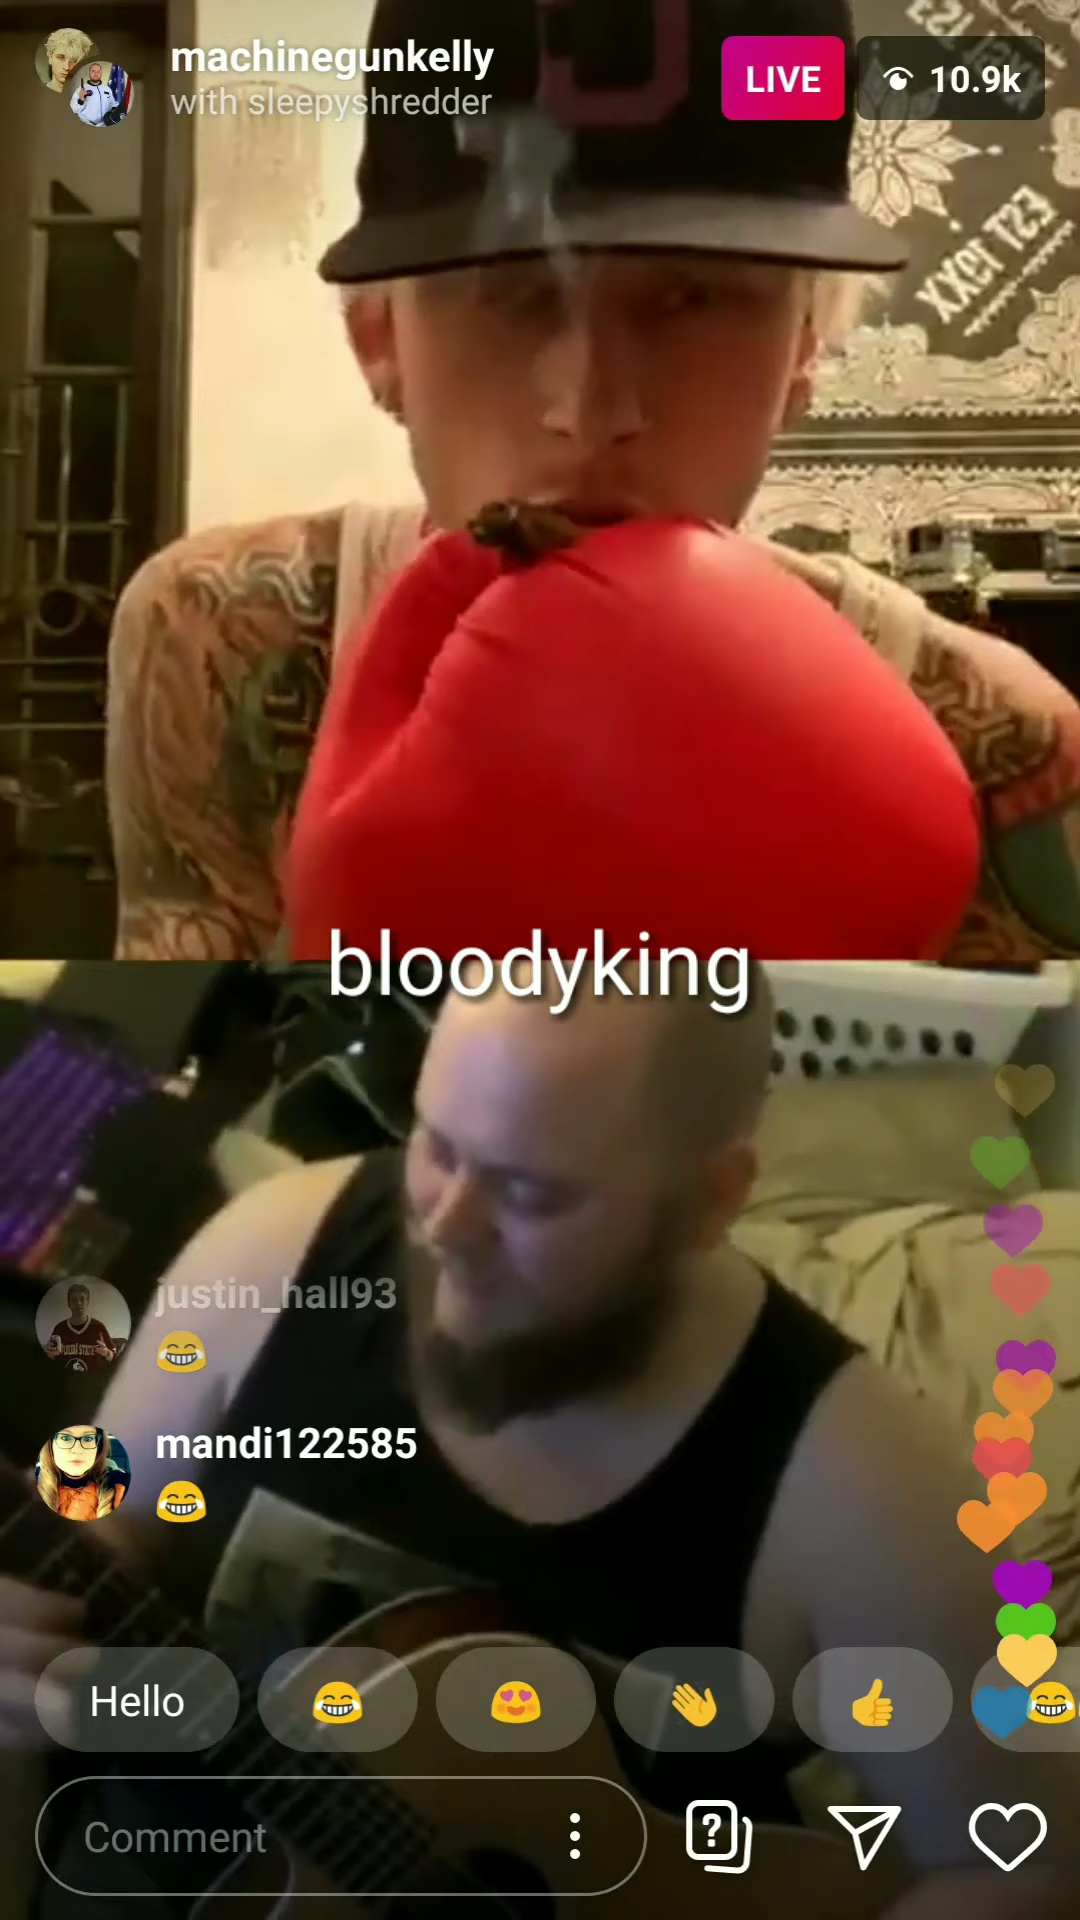 machinegunkelly
with sleepyshredder
LIVE
10.9k
bloodyking
justin_hall93
😂
mandi122585
😂
Hello
😂
😍
👋
👍
😂
Comment